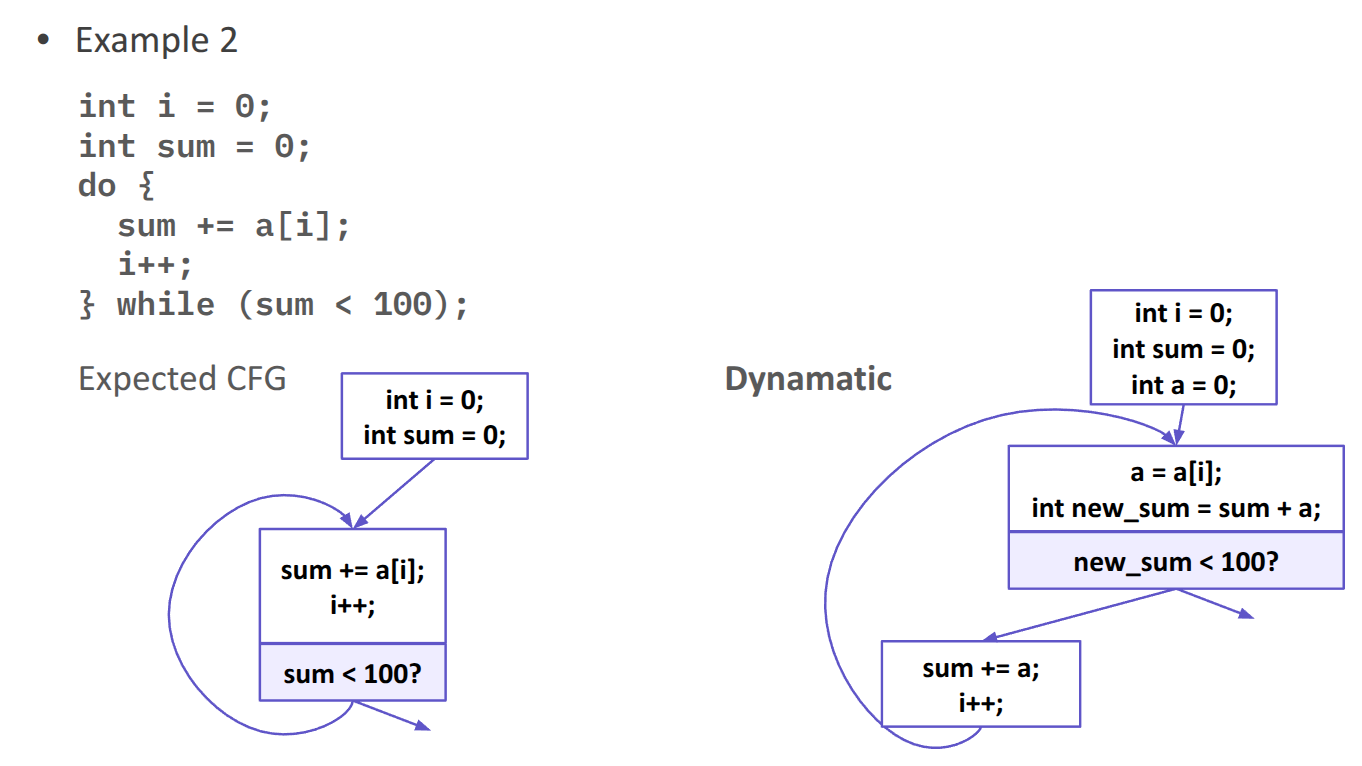 • Example 2
int i = 0;
int sum = 0;
do {
  sum += a[i];
  i++;
} while (sum < 100);
Expected CFG
int i = 0;
int sum = 0;
sum += a[i];
i++;
sum < 100?
Dynamatic
int i = 0;
int sum = 0;
int a = 0;
a = a[i];
int new_sum = sum + a;
new_sum < 100?
sum += a;
i++;